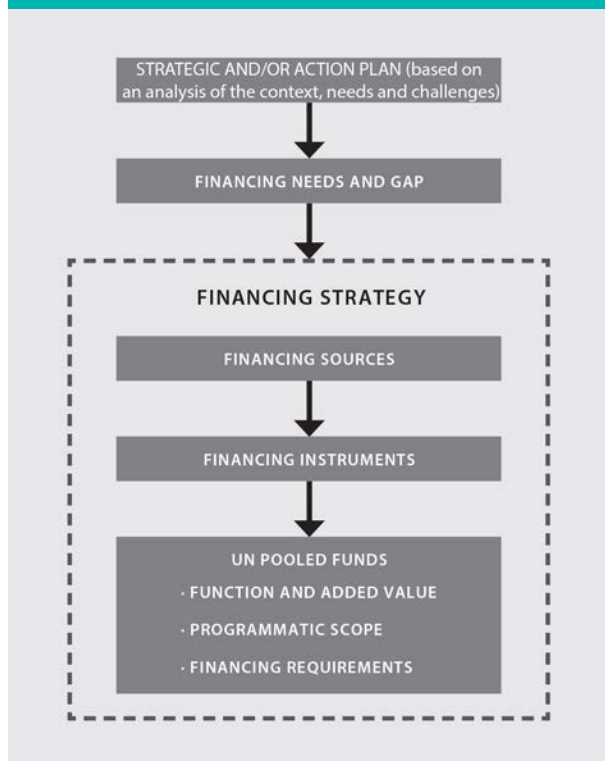 STRATEGIC AND/OR ACTION PLAN (based on
an analysis of the context, needs and challenges)
FINANCING NEEDS AND GAP
FINANCING STRATEGY
FINANCING SOURCES
FINANCING INSTRUMENTS
UN POOLED FUNDS
· FUNCTION AND ADDED VALUE
· PROGRAMMATIC SCOPE
· FINANCING REQUIREMENTS